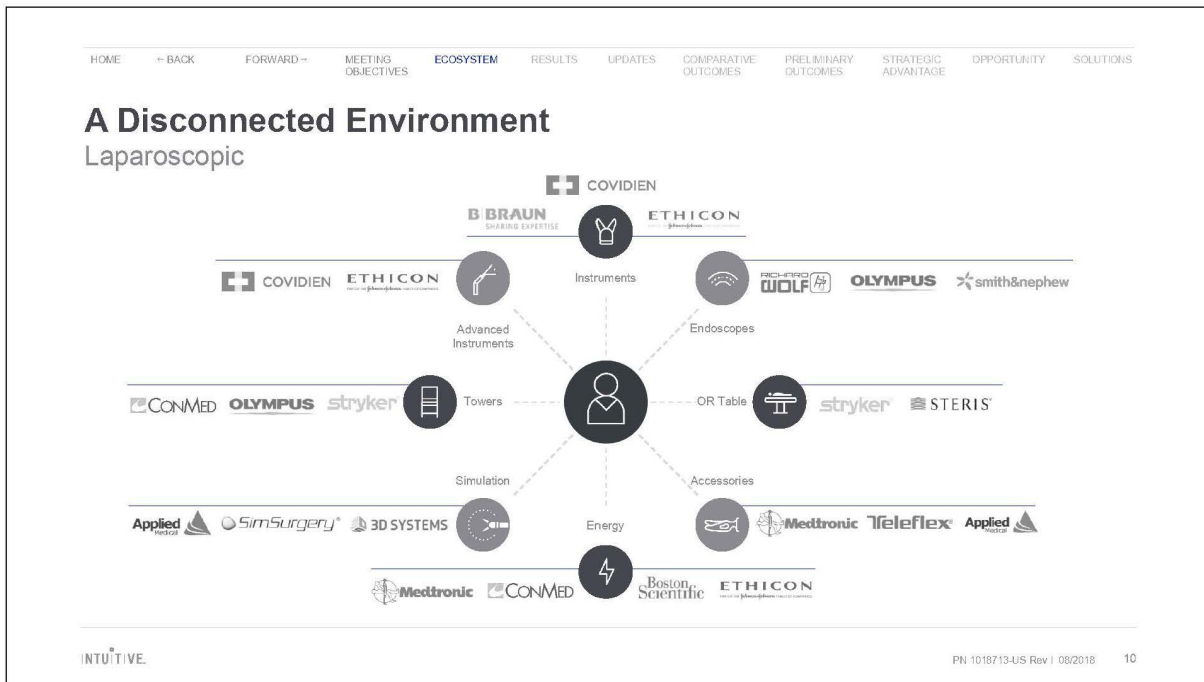 HOME ←BACK FORWARD→ MEETING OBJECTIVES ECOSYSTEM RESULTS UPDATES COMPARATIVE OUTCOMES PRELIMINARY OUTCOMES STRATEGIC ADVANTAGE OPPORTUNITY SOLUTIONS
A Disconnected Environment
Laparoscopic
COVIDIEN
B BRAUN
SHARING EXPERTISE
ETHICON
Instruments
COVIDIEN
ETHICON
Advanced
Instruments
RICHARD
WOLF
OLYMPUS
smith&nephew
Endoscopes
CONMED
OLYMPUS
stryker
Towers
OR Table
stryker
STERIS
Simulation
Applied
Medical
SimSurgery
3D SYSTEMS
Accessories
Medtronic
Teleflex
Applied
Medical
Energy
Medtronic
CONMED
Boston
Scientific
ETHICON
INTUITIVE
PN 1018713-US Rev I 08/2018 10